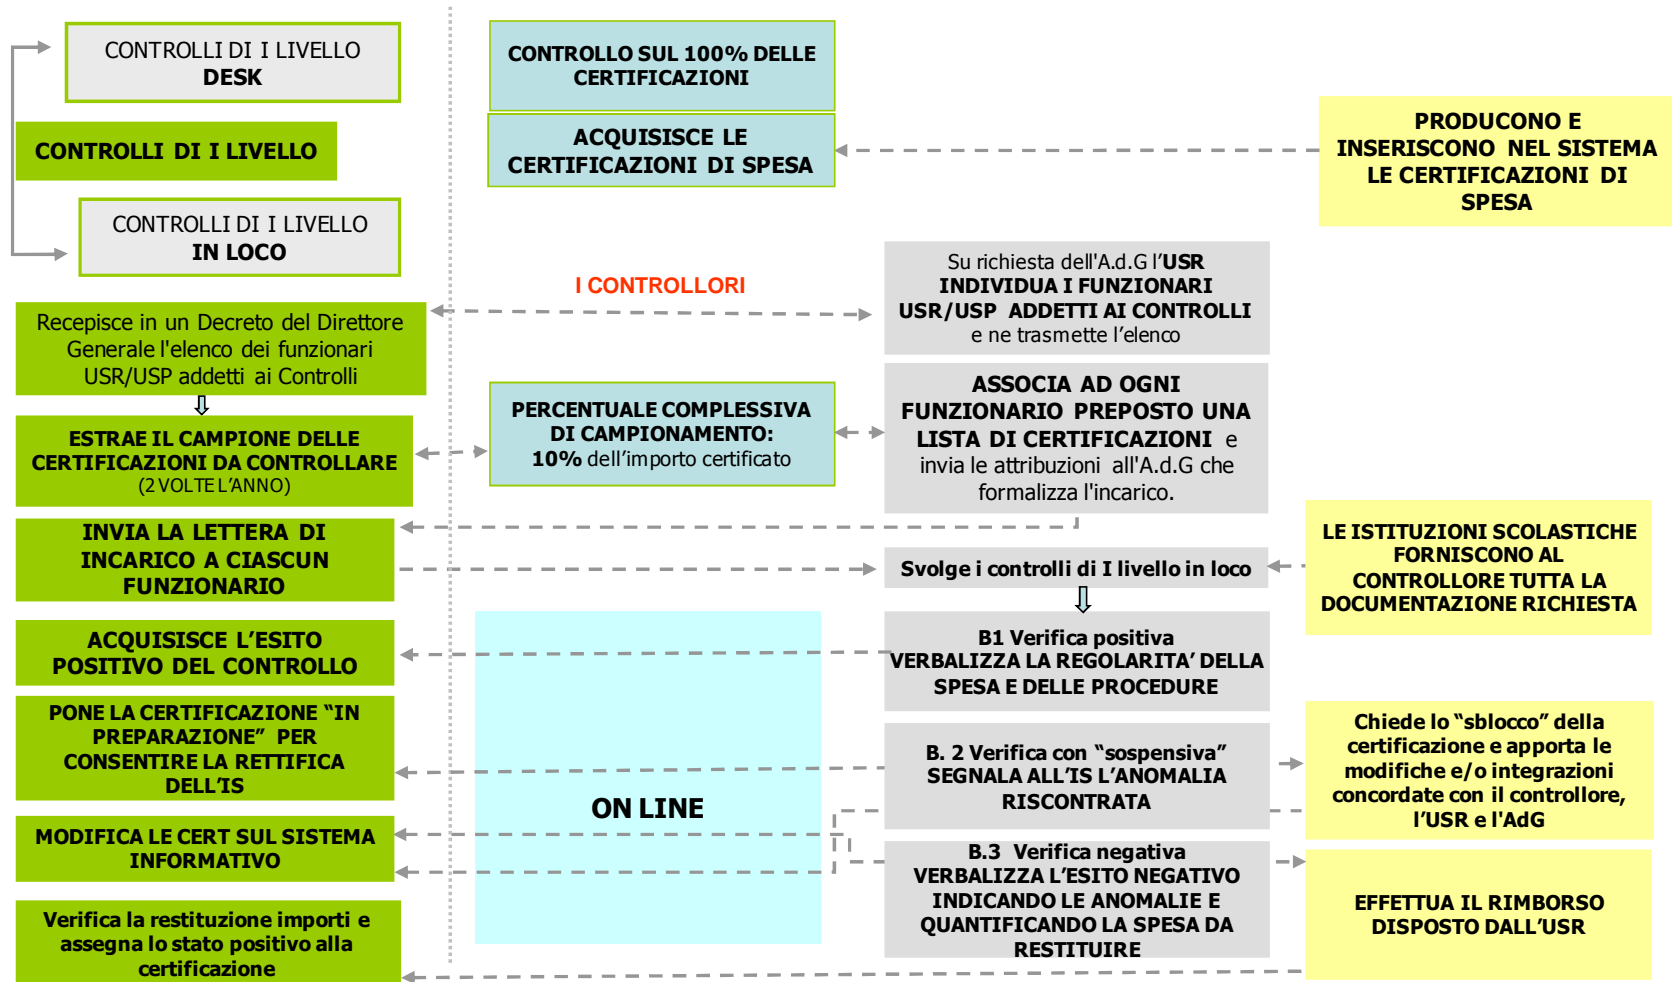 CONTROLLI DI I LIVELLO
DESK
CONTROLLI DI I LIVELLO
CONTROLLI DI I LIVELLO
IN LOCO
CONTROLLO SUL 100% DELLE
CERTIFICAZIONI
ACQUISISCE LE
CERTIFICAZIONI DI SPESA
PRODUCONO E
INSERISCONO NEL SISTEMA
LE CERTIFICAZIONI DI
SPESA
I CONTROLLORI
Su richiesta dell'A.d.G l'USR
INDIVIDUA I FUNZIONARI
USR/USP ADDETTI AI CONTROLLI
e ne trasmette l'elenco
Recepisce in un Decreto del Direttore
Generale l'elenco dei funzionari
USR/USP addetti ai Controlli
ESTRAE IL CAMPIONE DELLE
CERTIFICAZIONI DA CONTROLLARE
(2 VOLTE L'ANNO)
PERCENTUALE COMPLESSIVA
DI CAMPIONAMENTO:
10% dell'importo certificato
ASSOCIA AD OGNI
FUNZIONARIO PREPOSTO UNA
LISTA DI CERTIFICAZIONI e
invia le attribuzioni all'A.d.G che
formalizza l'incarico.
INVIA LA LETTERA DI
INCARICO A CIASCUN
FUNZIONARIO
Svolge i controlli di I livello in loco
LE ISTITUZIONI SCOLASTICHE
FORNISCONO AL
CONTROLLORE TUTTA LA
DOCUMENTAZIONE RICHIESTA
ACQUISISCE L'ESITO
POSITIVO DEL CONTROLLO
B1 Verifica positiva
VERBALIZZA LA REGOLARITA' DELLA
SPESA E DELLE PROCEDURE
PONE LA CERTIFICAZIONE "IN
PREPARAZIONE" PER
CONSENTIRE LA RETTIFICA
DELL'IS
ON LINE
B. 2 Verifica con "sospensiva"
SEGNALA ALL'IS L'ANOMALIA
RISCONTRATA
Chiede lo "sblocco" della
certificazione e apporta le
modifiche e/o integrazioni
concordate con il controllore,
l'USR e l'AdG
MODIFICA LE CERT SUL SISTEMA
INFORMATIVO
B.3 Verifica negativa
VERBALIZZA L'ESITO NEGATIVO
INDICANDO LE ANOMALIE E
QUANTIFICANDO LA SPESA DA
RESTITUIRE
EFFETTUA IL RIMBORSO
DISPOSTO DALL'USR
Verifica la restituzione importi e
assegna lo stato positivo alla
certificazione